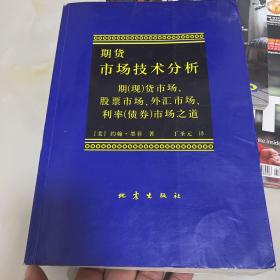 期货
市场技术分析
期(现)货市场、
股票市场、外汇市场、
利率(债券)市场之道
[美] 约翰·墨菲 著 丁圣元 译
地震出版社